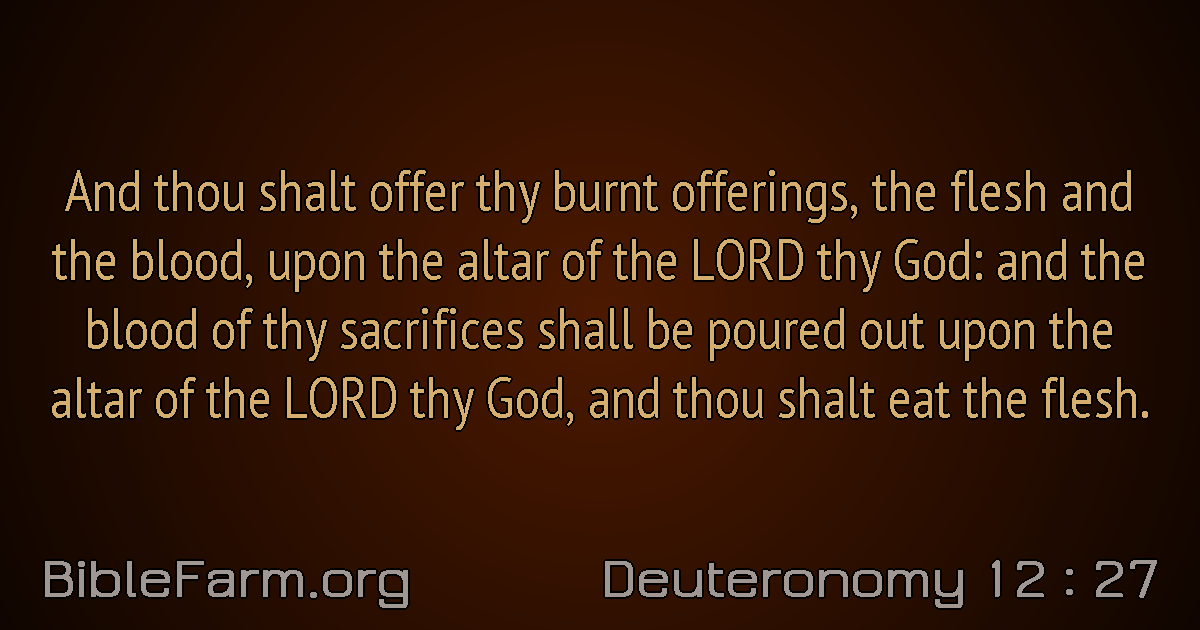 And thou shalt offer thy burnt offerings, the flesh and
the blood, upon the altar of the LORD thy God: and the
blood of thy sacrifices shall be poured out upon the
altar of the LORD thy God, and thou shalt eat the flesh.
BibleFarm.org
Deuteronomy 12 : 27